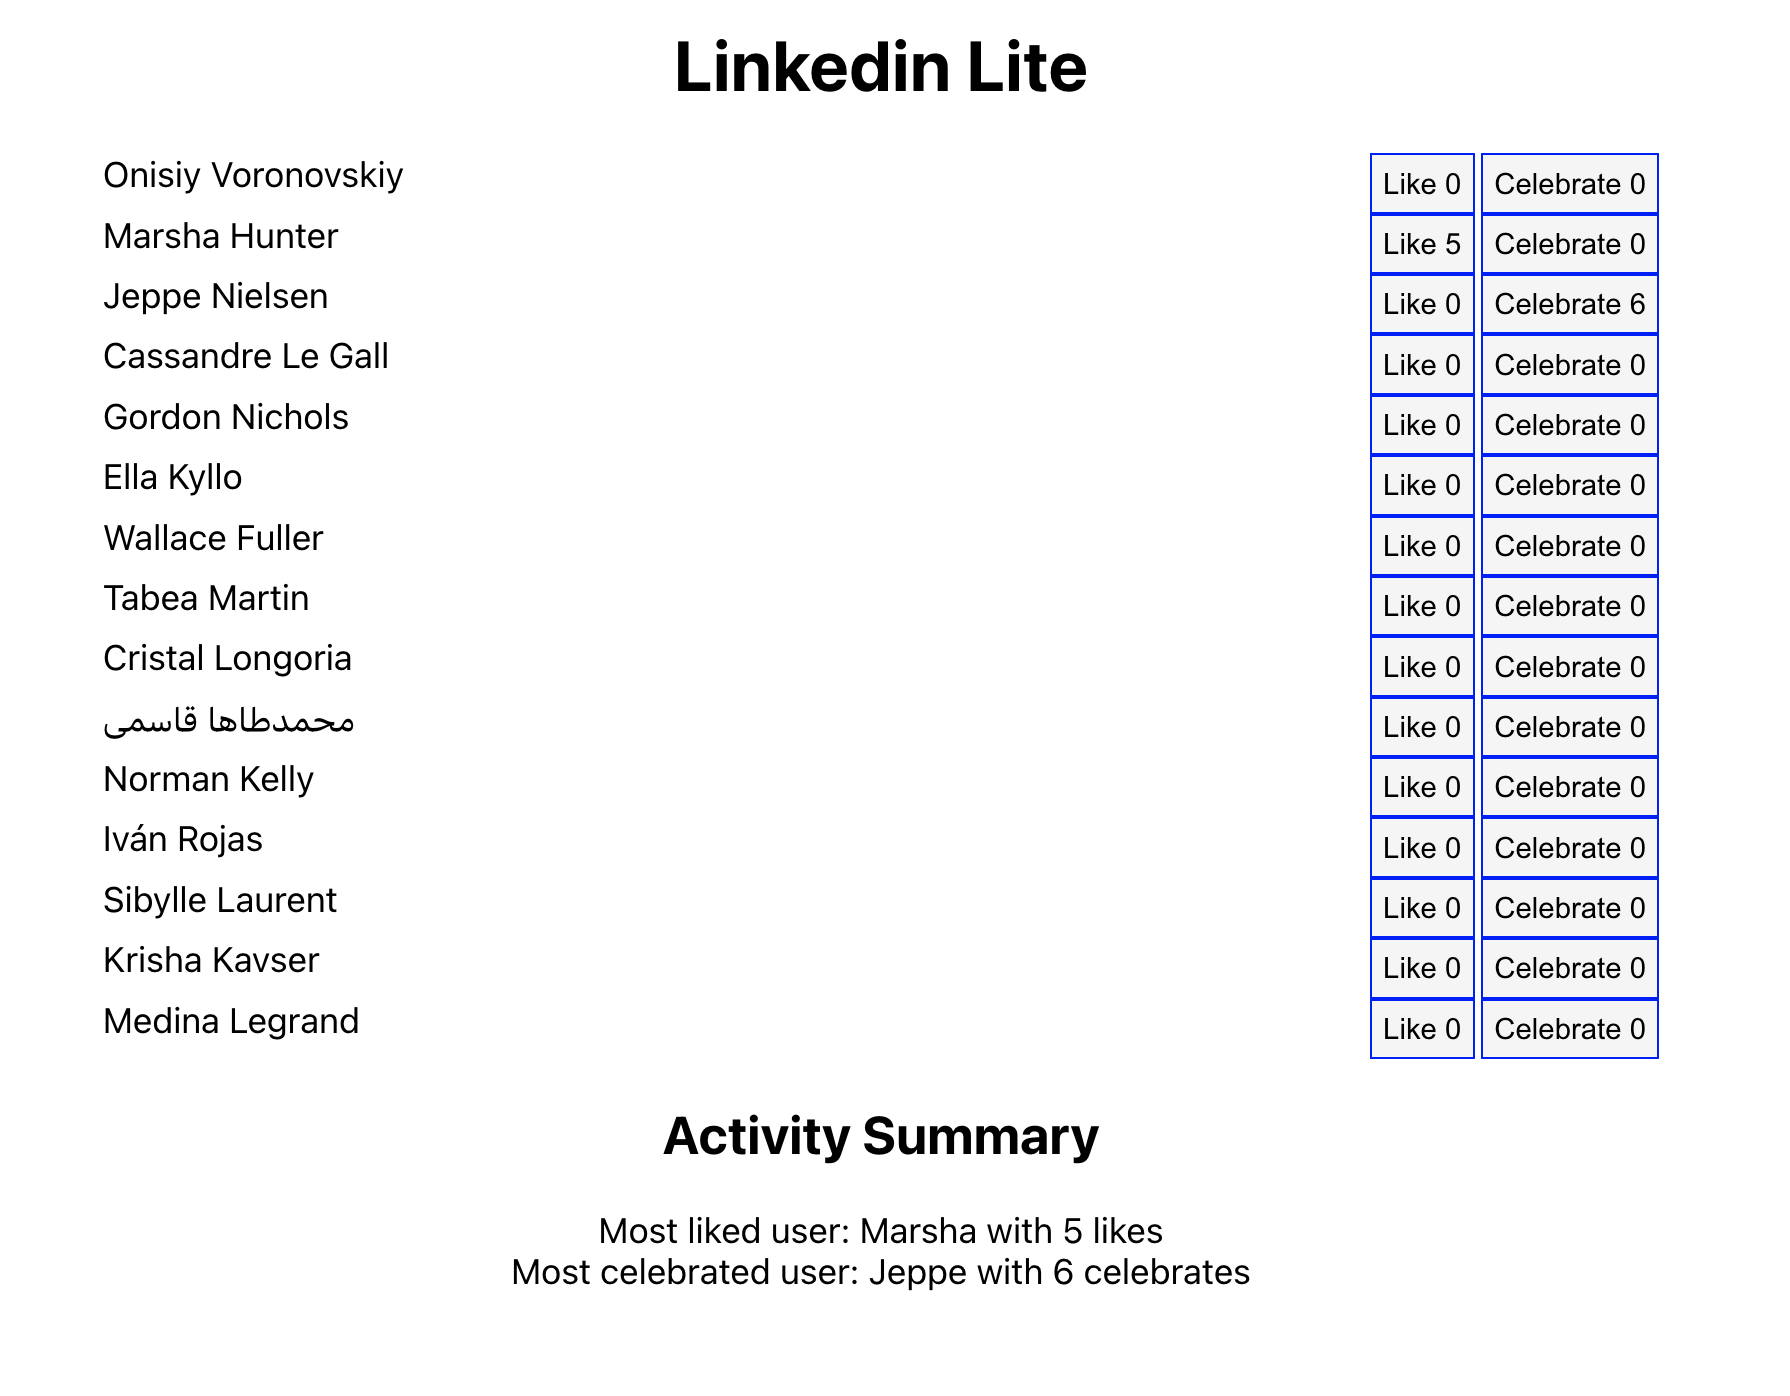 Linkedin Lite
Onisiy Voronovskiy Like 0 Celebrate 0
Marsha Hunter Like 5 Celebrate 0
Jeppe Nielsen Like 0 Celebrate 6
Cassandre Le Gall Like 0 Celebrate 0
Gordon Nichols Like 0 Celebrate 0
Ella Kyllo Like 0 Celebrate 0
Wallace Fuller Like 0 Celebrate 0
Tabea Martin Like 0 Celebrate 0
Cristal Longoria Like 0 Celebrate 0
محمدطاها قاسمی Like 0 Celebrate 0
Norman Kelly Like 0 Celebrate 0
Iván Rojas Like 0 Celebrate 0
Sibylle Laurent Like 0 Celebrate 0
Krisha Kavser Like 0 Celebrate 0
Medina Legrand Like 0 Celebrate 0
Activity Summary
Most liked user: Marsha with 5 likes
Most celebrated user: Jeppe with 6 celebrates